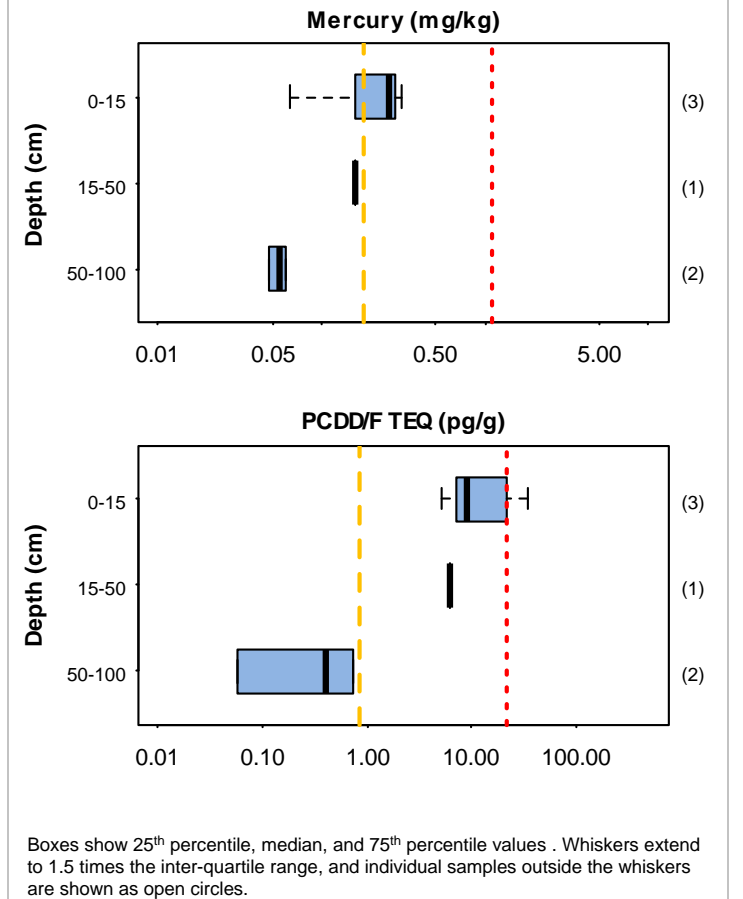 Mercury (mg/kg)
Depth (cm)
0-15
(3)
15-50
(1)
50-100
(2)
0.01 0.05 0.50 5.00
PCDD/F TEQ (pg/g)
Depth (cm)
0-15
(3)
15-50
(1)
50-100
(2)
0.01 0.10 1.00 10.00 100.00
Boxes show 25th percentile, median, and 75th percentile values . Whiskers extend
to 1.5 times the inter-quartile range, and individual samples outside the whiskers
are shown as open circles.